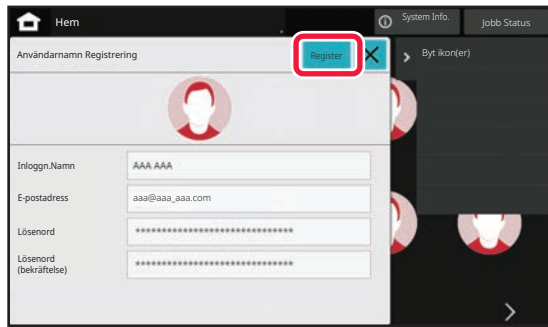 Hem
System Info.
Jobb Status
Användarnamn Registrering
Register
Byt ikon(er)
Inloggn.Namn
AAA AAA
E-postadress
aaa@aaa_aaa.com
Lösenord
********************************
Lösenord
(bekräftelse)
********************************